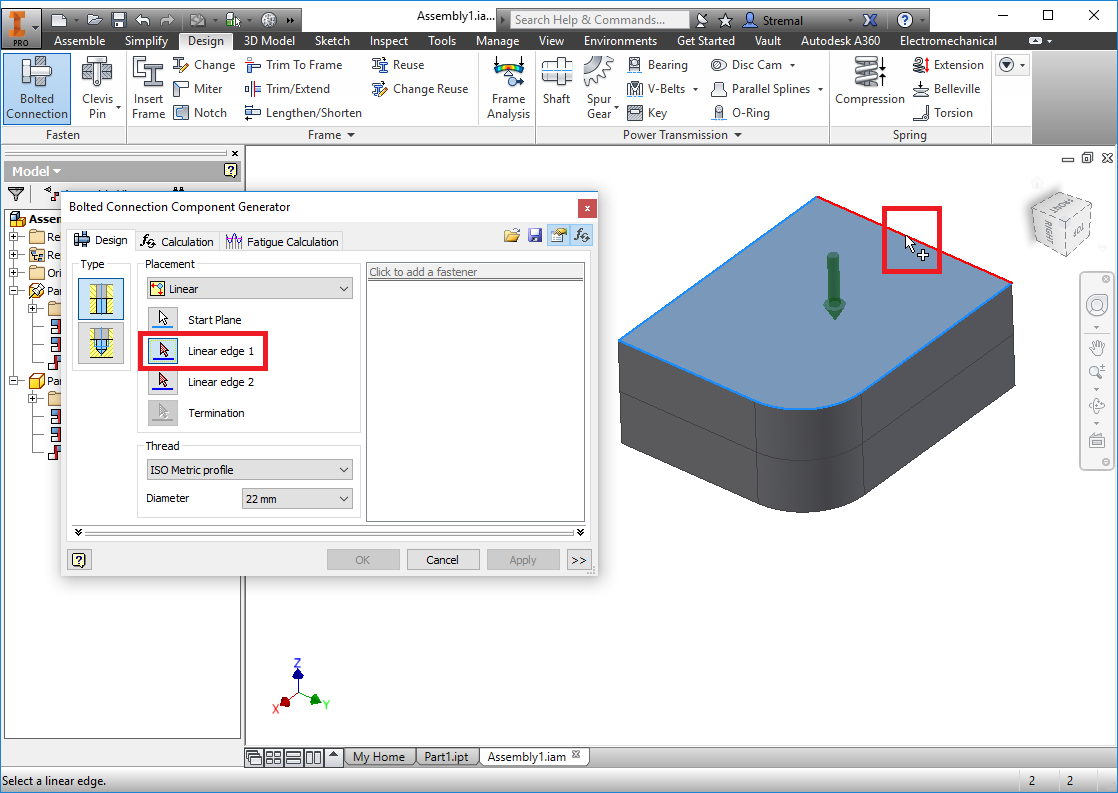 PRO
Assembly1.ia...
Search Help & Commands...
Stremal
Assemble Simplify Design 3D Model Sketch Inspect Tools Manage View Environments Get Started Vault Autodesk A360 Electromechanical
Bolted Connection
Clevis Pin
Insert Frame
Change
Miter
Notch
Trim To Frame
Trim/Extend
Lengthen/Shorten
Reuse
Change Reuse
Frame Analysis
Shaft
Spur Gear
Bearing
V-Belts
Key
Disc Cam
Parallel Splines
O-Ring
Compression
Extension
Belleville
Torsion
Fasten
Frame
Power Transmission
Spring
Model
Assem
Re
Re
Ori
Par
Par
Bolted Connection Component Generator
Design
Calculation
Fatigue Calculation
Type
Placement
Linear
Start Plane
Linear edge 1
Linear edge 2
Termination
Thread
ISO Metric profile
Diameter
22 mm
Click to add a fastener
OK
Cancel
Apply
>>
FRONT
RIGHT
TOP
Z
X
Y
My Home
Part1.ipt
Assembly1.iam
Select a linear edge.
2
2